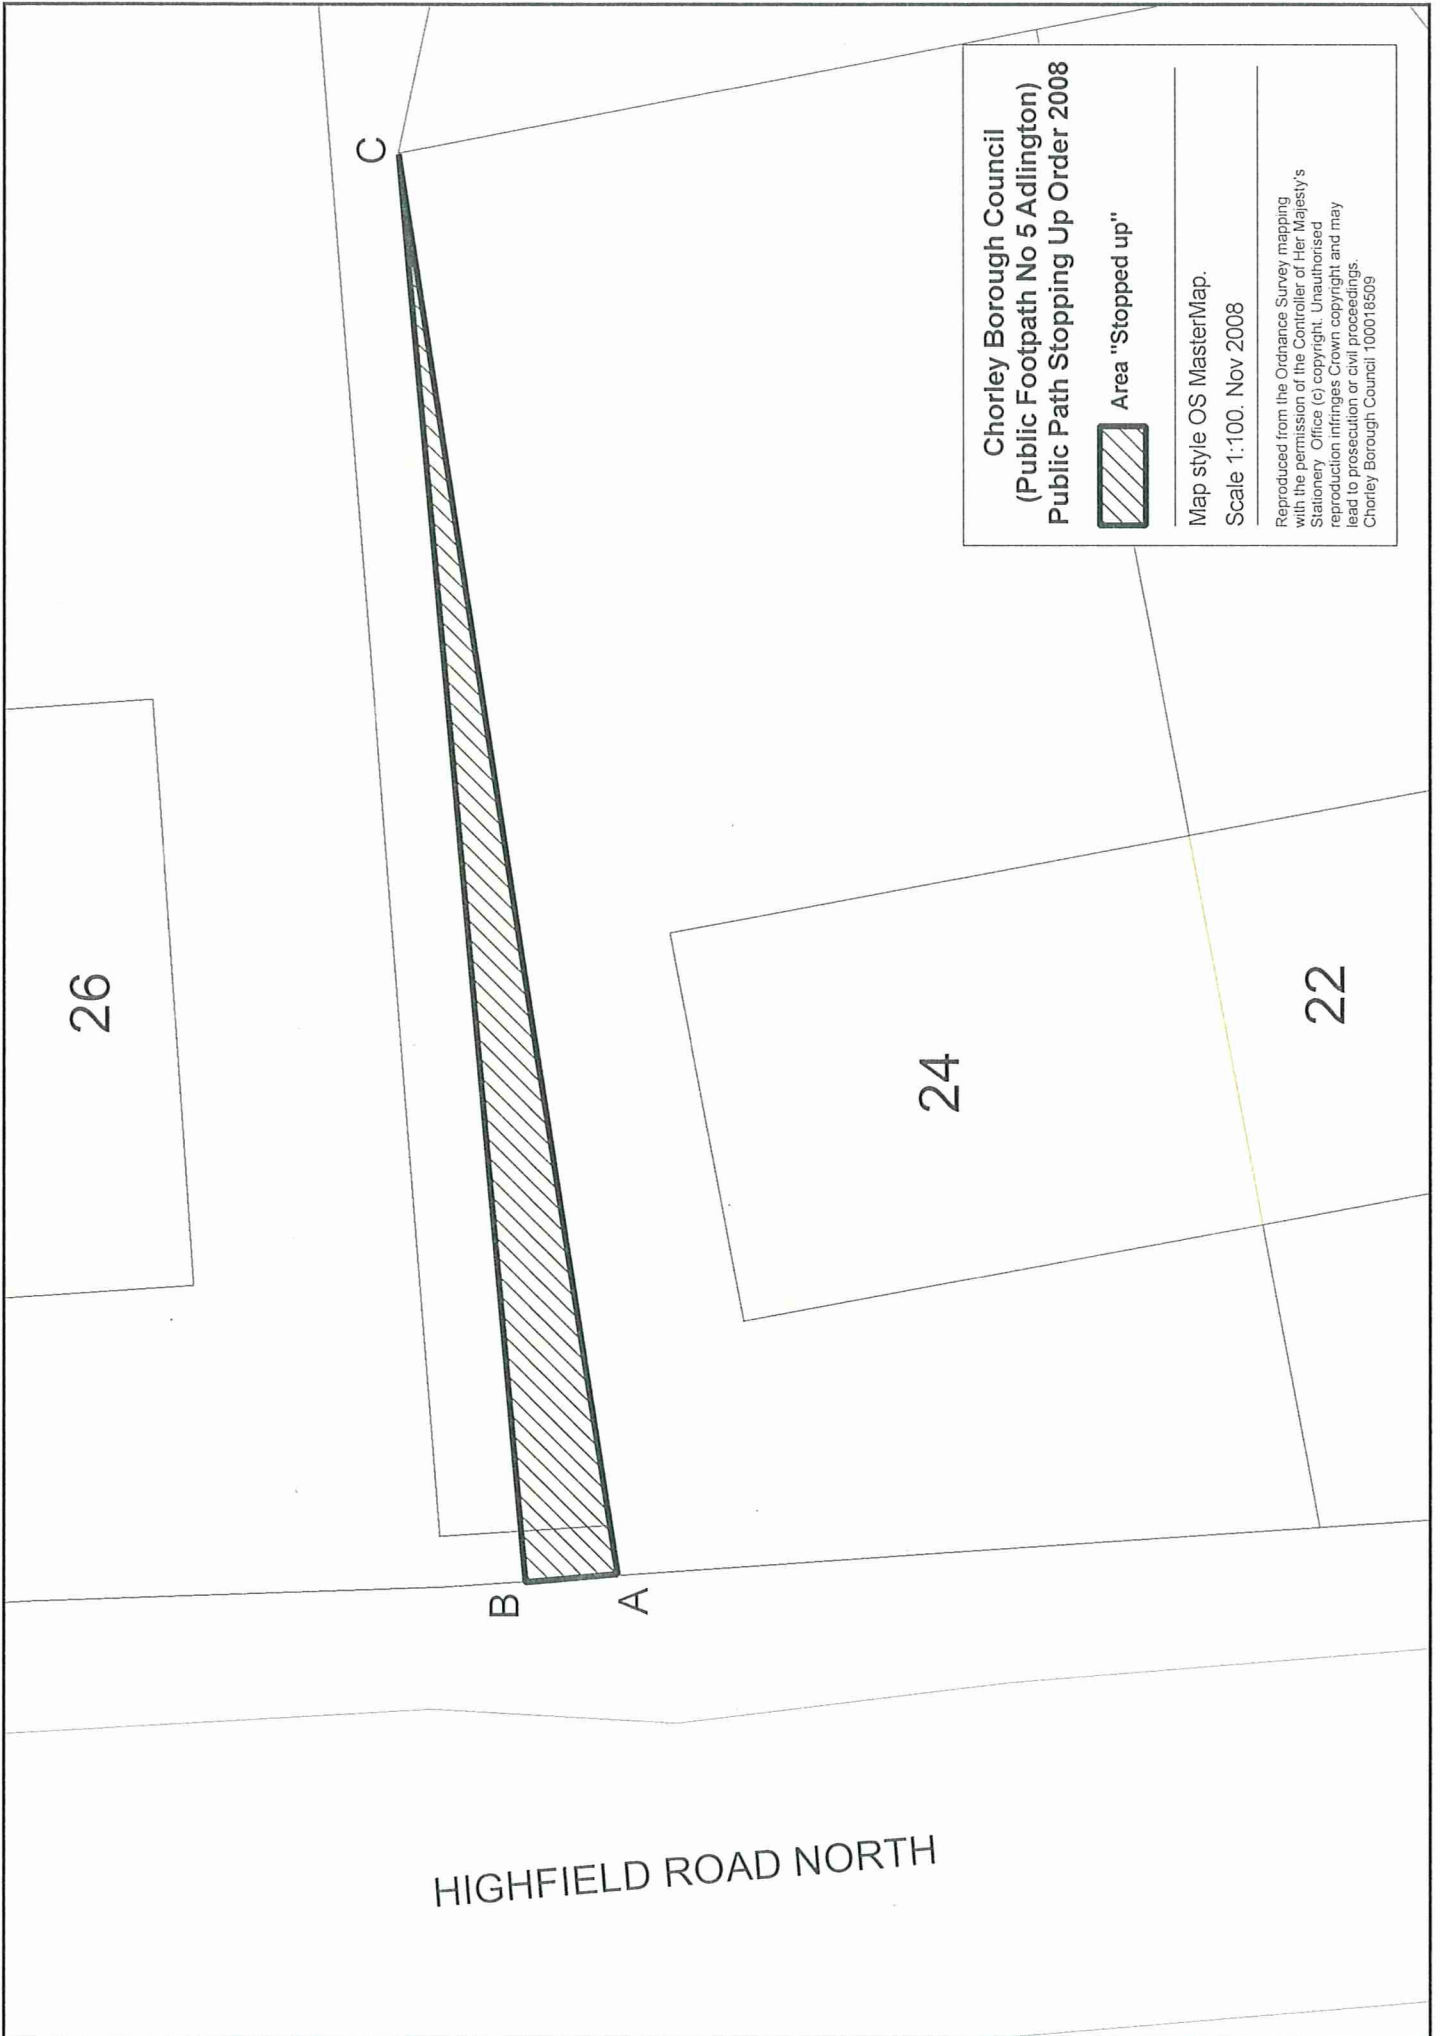 C
26
B
A
24
22
HIGHFIELD ROAD NORTH
Chorley Borough Council
(Public Footpath No 5 Adlington)
Public Path Stopping Up Order 2008
Area "Stopped up"
Map style OS MasterMap.
Scale 1:100. Nov 2008
Reproduced from the Ordnance Survey mapping
with the permission of the Controller of Her Majesty's
Stationery Office (c) copyright. Unauthorised
reproduction infringes Crown copyright and may
lead to prosecution or civil proceedings.
Chorley Borough Council 100018509